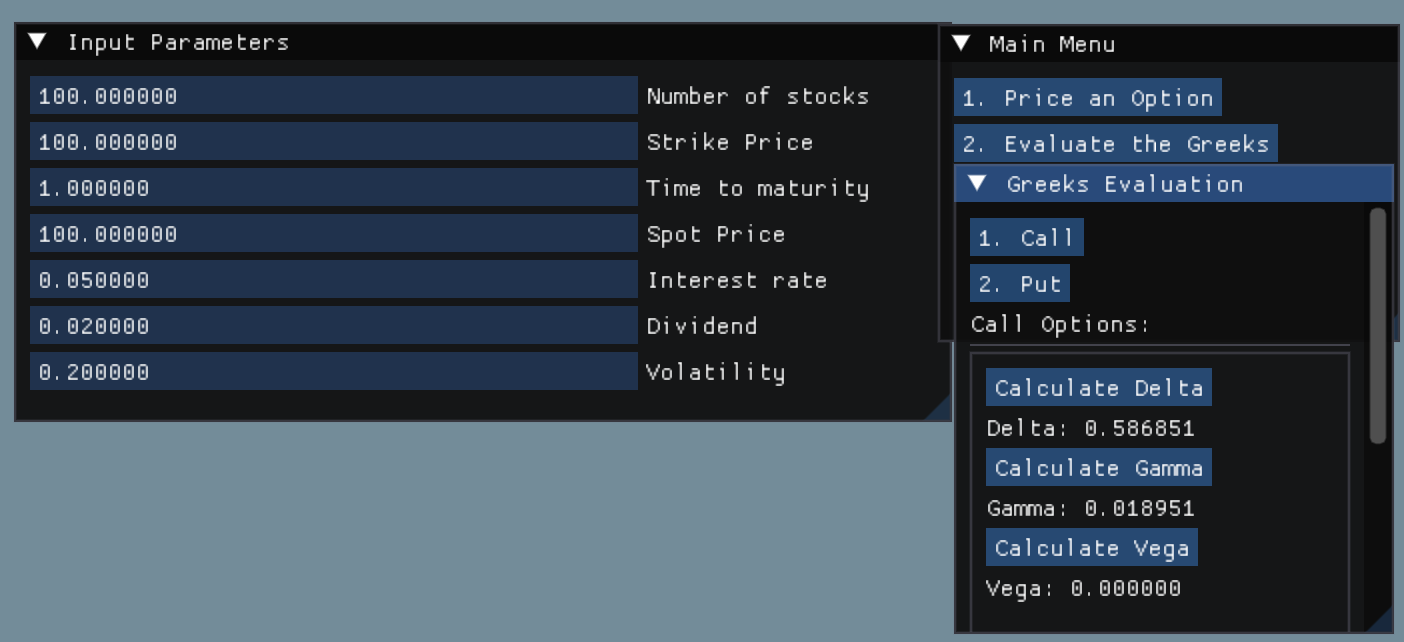 Input Parameters
100.000000 Number of stocks
100.000000 Strike Price
1.000000 Time to maturity
100.000000 Spot Price
0.050000 Interest rate
0.020000 Dividend
0.200000 Volatility
Main Menu
1. Price an Option
2. Evaluate the Greeks
Greeks Evaluation
1. Call
2. Put
Call Options:
Calculate Delta
Delta: 0.586851
Calculate Gamma
Gamma: 0.018951
Calculate Vega
Vega: 0.000000